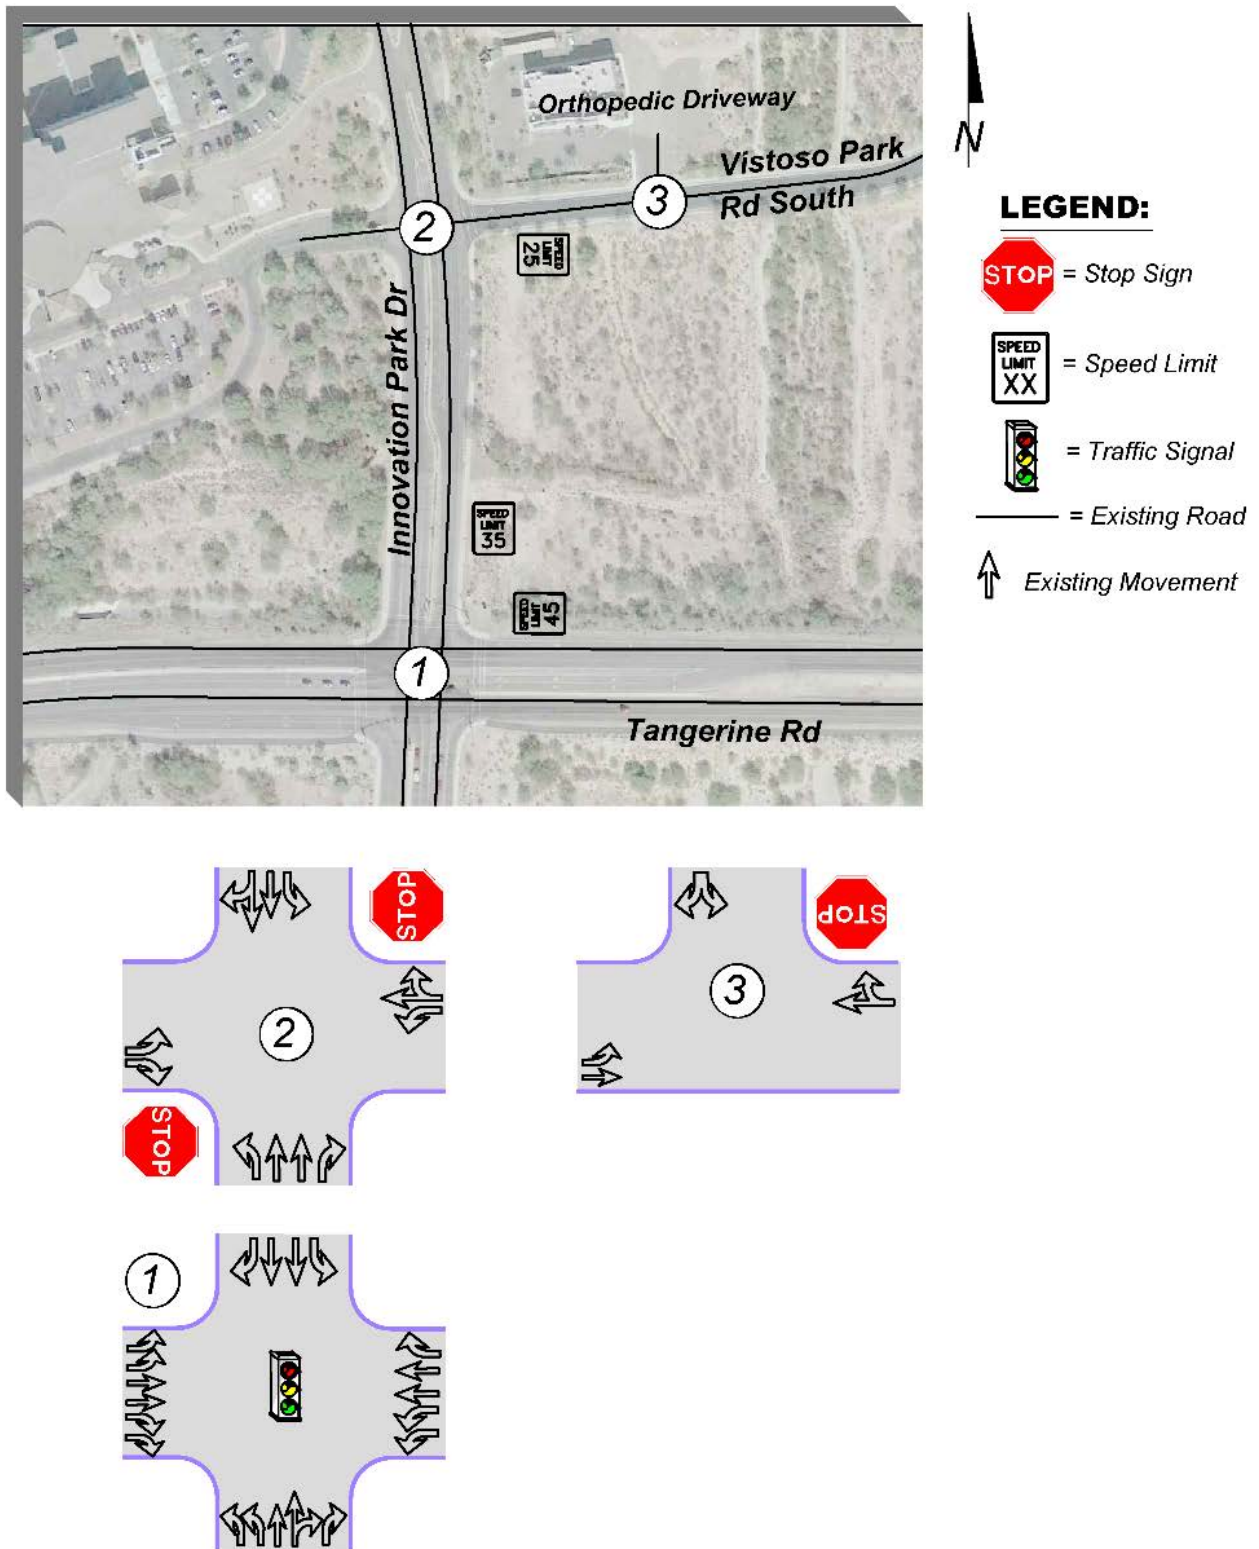 Orthopedic Driveway
Vistoso Park
Rd South
3
2
SPEED
LIMIT
25
Innovation Park Dr
SPEED
LIMIT
35
SPEED
LIMIT
45
1
Tangerine Rd
N
LEGEND:
STOP = Stop Sign
SPEED
LIMIT
XX
= Speed Limit
= Traffic Signal
= Existing Road
Existing Movement
STOP
2
STOP
STOP
3
1